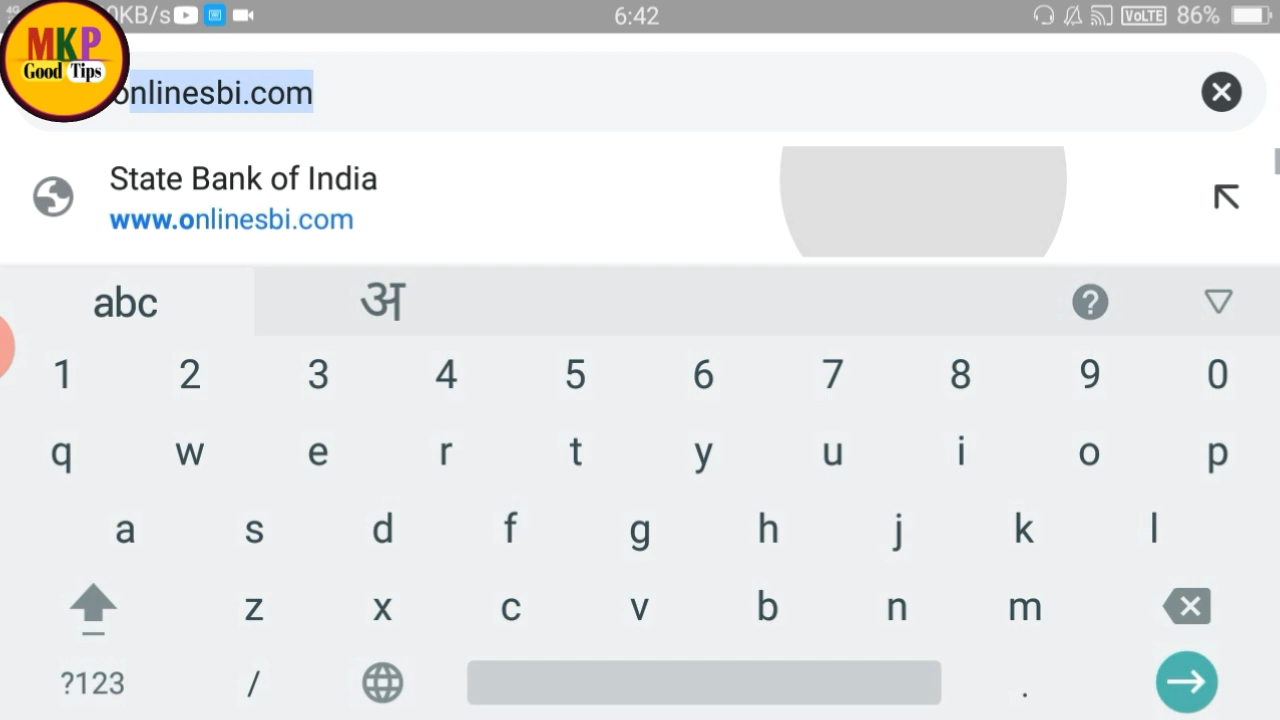 0KB/s 6:42 VoLTE 86%
MKP
Good Tips
onlinesbi.com
State Bank of India
www.onlinesbi.com
abc अ ?
1 2 3 4 5 6 7 8 9 0
q w e r t y u i o p
a s d f g h j k l
z x c v b n m
?123 / .